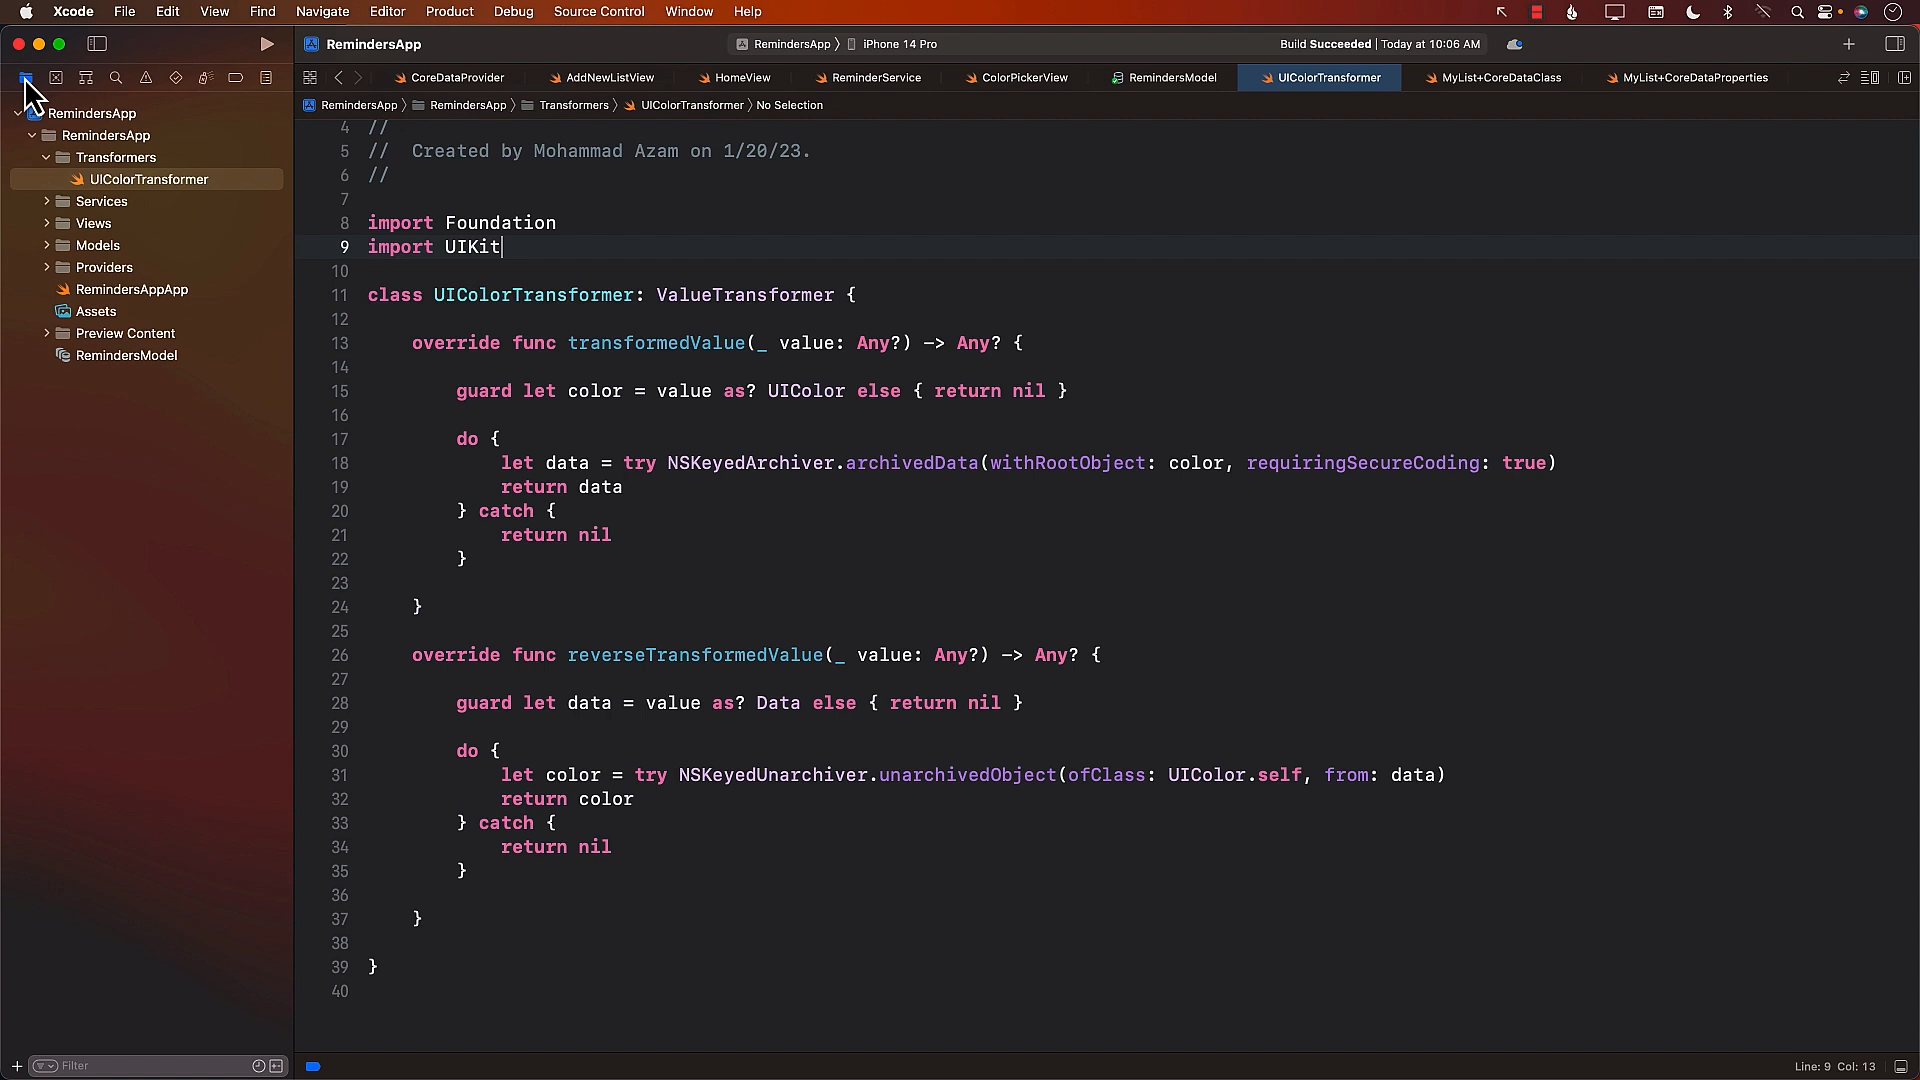 Xcode File Edit View Find Navigate Editor Product Debug Source Control Window Help
RemindersApp RemindersApp iPhone 14 Pro Build Succeeded | Today at 10:06 AM
CoreDataProvider AddNewListView HomeView ReminderService ColorPickerView RemindersModel UIColorTransformer MyList+CoreDataClass MyList+CoreDataProperties
RemindersApp RemindersApp Transformers UIColorTransformer No Selection
RemindersApp
RemindersApp
Transformers
UIColorTransformer
Services
Views
Models
Providers
RemindersAppApp
Assets
Preview Content
RemindersModel
Filter
4 //
5 //  Created by Mohammad Azam on 1/20/23.
6 //
7
8 import Foundation
9 import UIKit
10
11 class UIColorTransformer: ValueTransformer {
12
13 override func transformedValue(_ value: Any?) -> Any? {
14
15 guard let color = value as? UIColor else { return nil }
16
17 do {
18 let data = try NSKeyedArchiver.archivedData(withRootObject: color, requiringSecureCoding: true)
19 return data
20 } catch {
21 return nil
22 }
23
24 }
25
26 override func reverseTransformedValue(_ value: Any?) -> Any? {
27
28 guard let data = value as? Data else { return nil }
29
30 do {
31 let color = try NSKeyedUnarchiver.unarchivedObject(ofClass: UIColor.self, from: data)
32 return color
33 } catch {
34 return nil
35 }
36
37 }
38
39 }
40
Line: 9 Col: 13